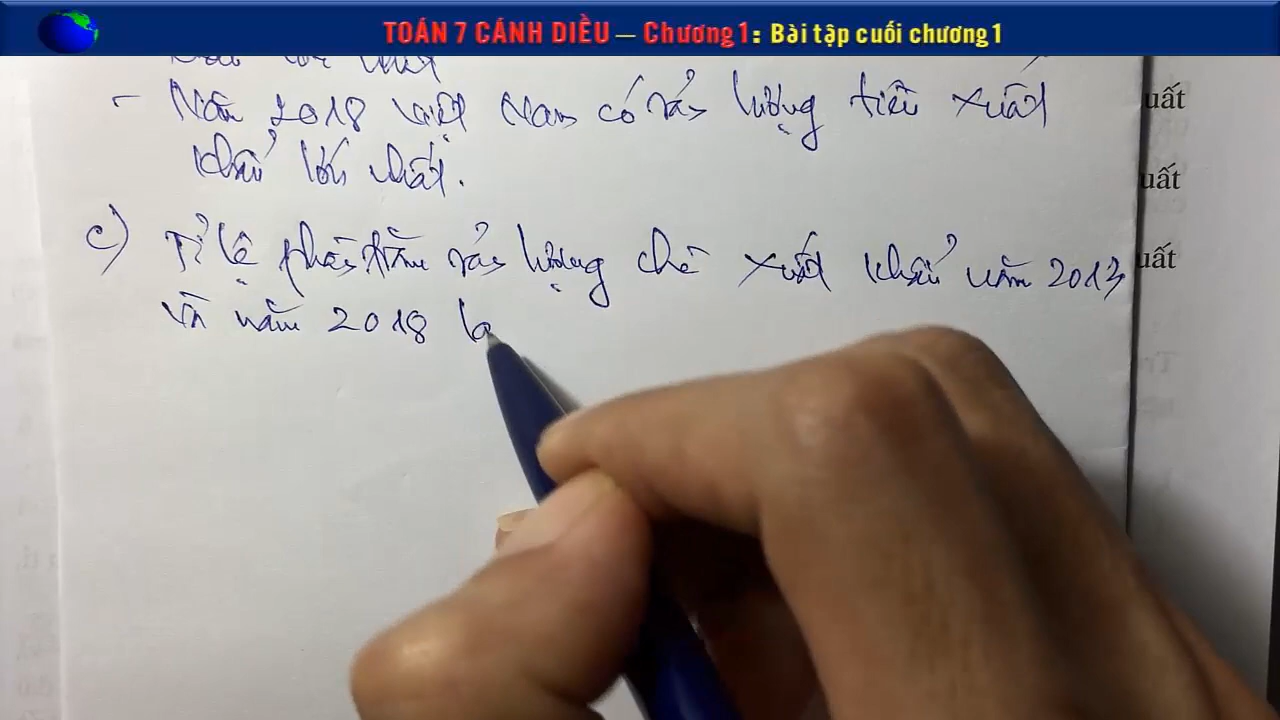 TOÁN 7 CÁNH DIỀU — Chương 1: Bài tập cuối chương 1
- Năm 2018 Việt Nam có sản lượng tiêu xuất
khẩu lớn nhất.
uất
uất
c) Tỉ lệ phần trăm sản lượng chè xuất khẩu năm 2013
uất
và năm 2018 là